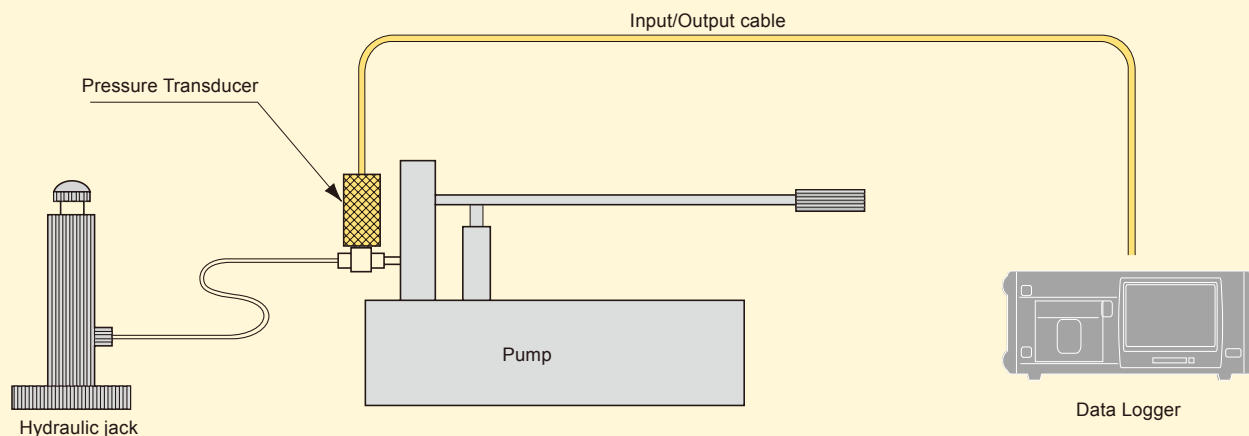 Input/Output cable
Pressure Transducer
Pump
Data Logger
Hydraulic jack